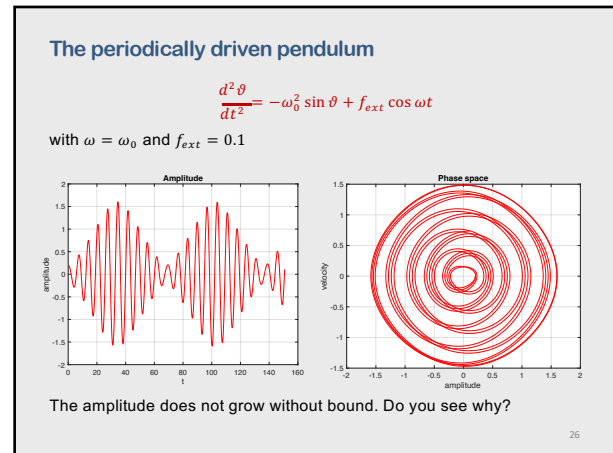 The periodically driven pendulum
d²ϑ/dt² = −ω₀² sin ϑ + f_ext cos ωt
with ω = ω₀ and f_ext = 0.1
Amplitude
2
1.5
1
0.5
0
-0.5
-1
-1.5
-2
amplitude
0 20 40 60 80 100 120 140 160
t
Phase space
1.5
1
0.5
0
-0.5
-1
-1.5
velocity
-2 -1.5 -1 -0.5 0 0.5 1 1.5 2
amplitude
The amplitude does not grow without bound. Do you see why?
26